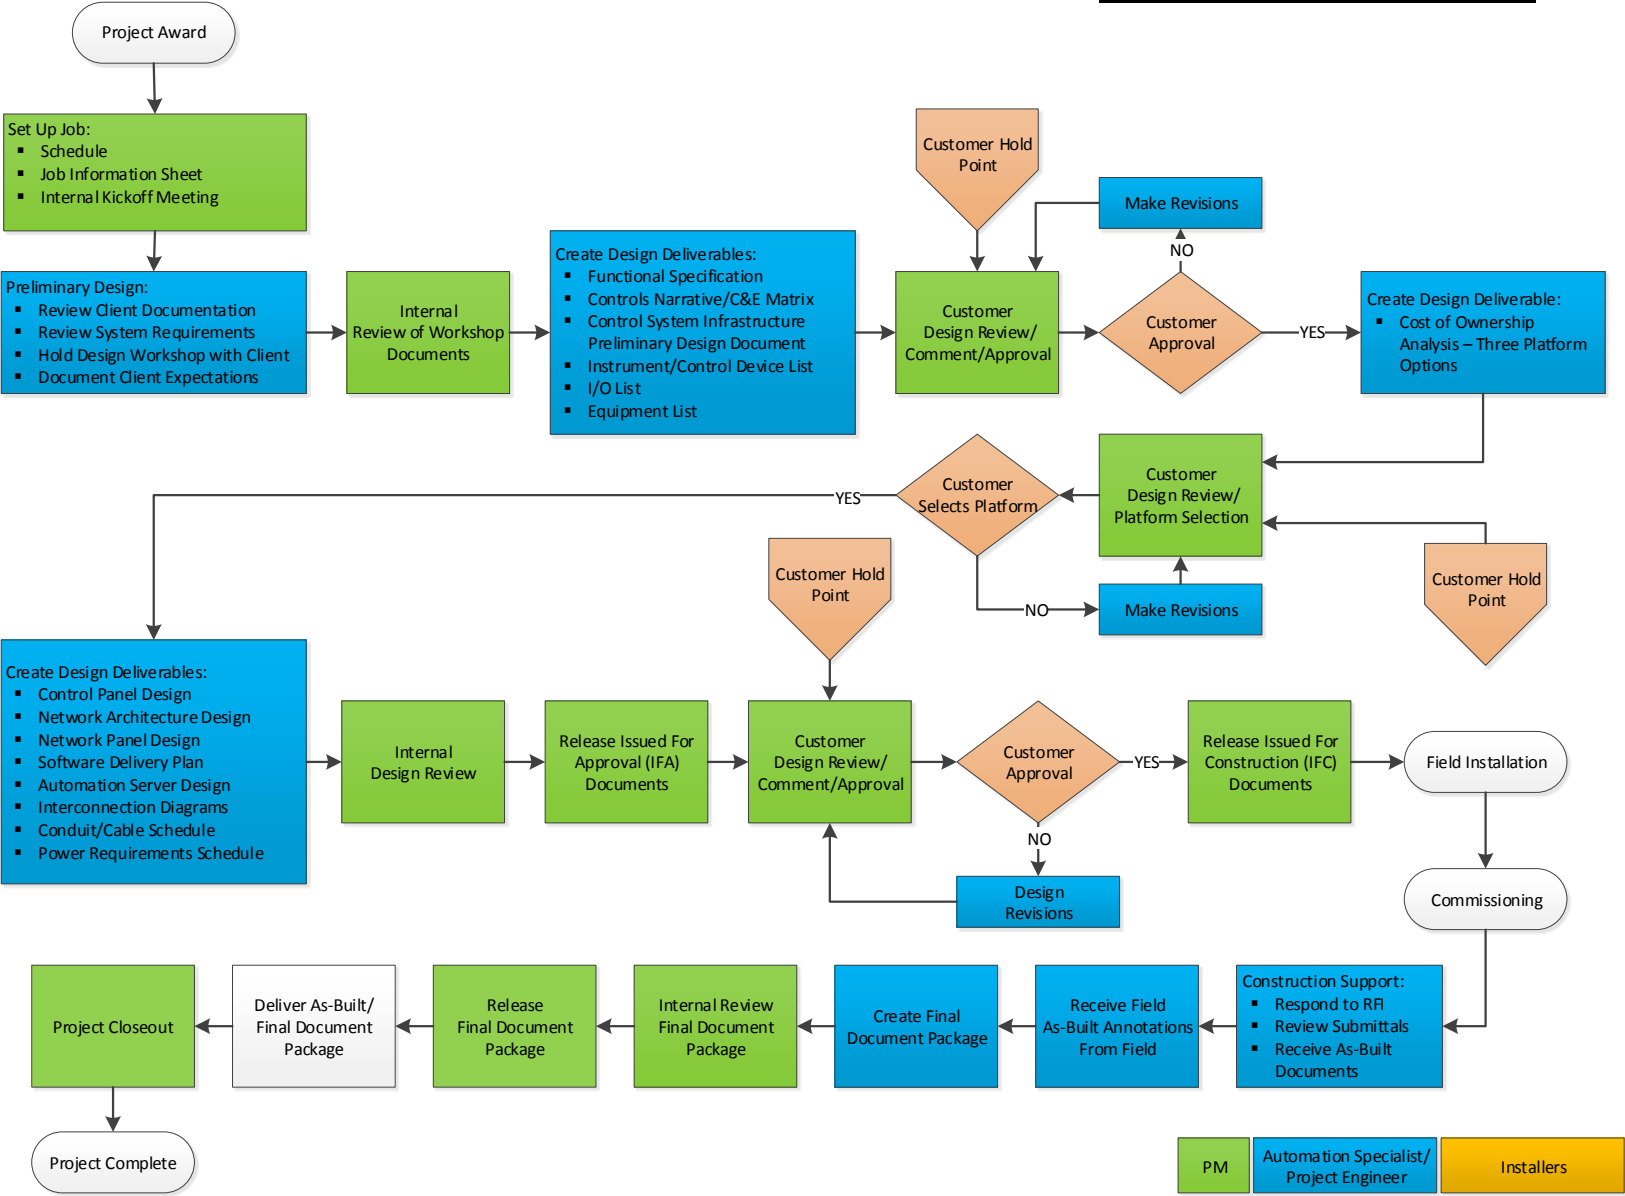 Project Award
Set Up Job:
▪ Schedule
▪ Job Information Sheet
▪ Internal Kickoff Meeting
Customer Hold
Point
Make Revisions
NO
Preliminary Design:
▪ Review Client Documentation
▪ Review System Requirements
▪ Hold Design Workshop with Client
▪ Document Client Expectations
Internal
Review of Workshop
Documents
Create Design Deliverables:
▪ Functional Specification
▪ Controls Narrative/C&E Matrix
▪ Control System Infrastructure
Preliminary Design Document
▪ Instrument/Control Device List
▪ I/O List
▪ Equipment List
Customer
Design Review/
Comment/Approval
Customer
Approval
YES
Create Design Deliverable:
▪ Cost of Ownership
Analysis – Three Platform
Options
Customer
Design Review/
Platform Selection
Customer
Selects Platform
YES
NO
Make Revisions
Customer Hold
Point
Customer Hold
Point
Create Design Deliverables:
▪ Control Panel Design
▪ Network Architecture Design
▪ Network Panel Design
▪ Software Delivery Plan
▪ Automation Server Design
▪ Interconnection Diagrams
▪ Conduit/Cable Schedule
▪ Power Requirements Schedule
Internal
Design Review
Release Issued For
Approval (IFA)
Documents
Customer
Design Review/
Comment/Approval
Customer
Approval
YES
NO
Design
Revisions
Release Issued For
Construction (IFC)
Documents
Field Installation
Commissioning
Construction Support:
▪ Respond to RFI
▪ Review Submittals
▪ Receive As-Built
Documents
Receive Field
As-Built Annotations
From Field
Create Final
Document Package
Internal Review
Final Document
Package
Release
Final Document
Package
Deliver As-Built/
Final Document
Package
Project Closeout
Project Complete
PM
Automation Specialist/
Project Engineer
Installers